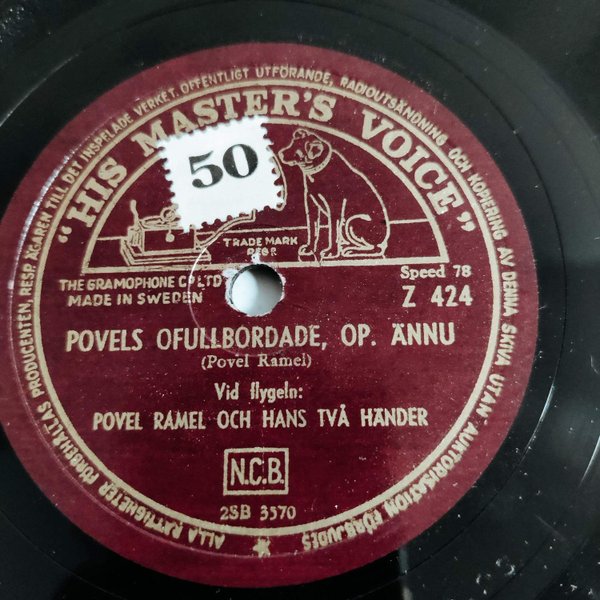 ALLA RÄTTIGHETER FÖRBEHÅLLAS PRODUCENTEN, RESP. ÄGAREN TILL DET INSPELADE VERKET. OFFENTLIGT UTFÖRANDE, RADIOUTSÄNDNING OCH KOPIERING AV DENNA SKIVA UTAN AUKTORISATION FÖRBJUDES
"HIS MASTER'S VOICE"
50
TRADE MARK
REGR
THE GRAMOPHONE CO LTD
MADE IN SWEDEN
Speed 78
Z 424
POVELS OFULLBORDADE, OP. ÄNNU
(Povel Ramel)
Vid flygeln:
POVEL RAMEL OCH HANS TVÅ HÄNDER
N.C.B.
2SB 3570